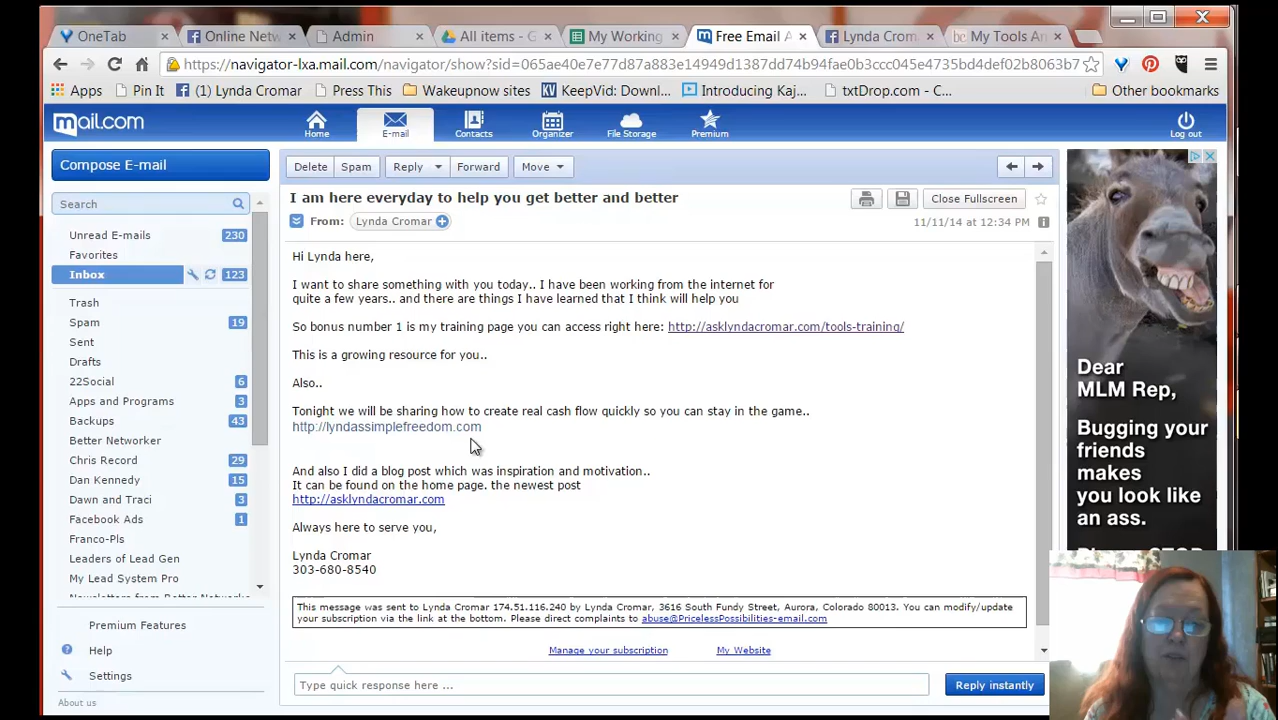 OneTab
Online Netw
Admin
All items - G
My Working
Free Email A
Lynda Crom
My Tools An
https://navigator-lxa.mail.com/navigator/show?sid=065ae40e7e77d87a883e14949d1387dd74b94fae0b3ccc045e4735bd4def02b8063b7
Apps
Pin It
(1) Lynda Cromar
Press This
Wakeupnow sites
KeepVid: Downl...
Introducing Kaj...
txtDrop.com - C...
Other bookmarks
mail.com
Home
E-mail
Contacts
Organizer
File Storage
Premium
Log out
Compose E-mail
Search
Unread E-mails 230
Favorites
Inbox 123
Trash
Spam 19
Sent
Drafts
22Social 6
Apps and Programs 3
Backups 43
Better Networker
Chris Record 29
Dan Kennedy 15
Dawn and Traci 3
Facebook Ads 1
Franco-Pls
Leaders of Lead Gen
My Lead System Pro
Newsletters from Better Networke
Premium Features
Help
Settings
About us
Delete
Spam
Reply
Forward
Move
I am here everyday to help you get better and better
Close Fullscreen
From: Lynda Cromar
11/11/14 at 12:34 PM
Hi Lynda here,
I want to share something with you today.. I have been working from the internet for
quite a few years.. and there are things I have learned that I think will help you
So bonus number 1 is my training page you can access right here: http://asklyndacromar.com/tools-training/
This is a growing resource for you..
Also..
Tonight we will be sharing how to create real cash flow quickly so you can stay in the game..
http://lyndassimplefreedom.com
And also I did a blog post which was inspiration and motivation..
It can be found on the home page. the newest post
http://asklyndacromar.com
Always here to serve you,
Lynda Cromar
303-680-8540
This message was sent to Lynda Cromar 174.51.116.240 by Lynda Cromar, 3616 South Fundy Street, Aurora, Colorado 80013. You can modify/update
your subscription via the link at the bottom. Please direct complaints to abuse@PricelessPossibilities-email.com
Manage your subscription
My Website
Type quick response here ...
Reply instantly
Dear
MLM Rep,
Bugging your
friends
makes
you look like
an ass.